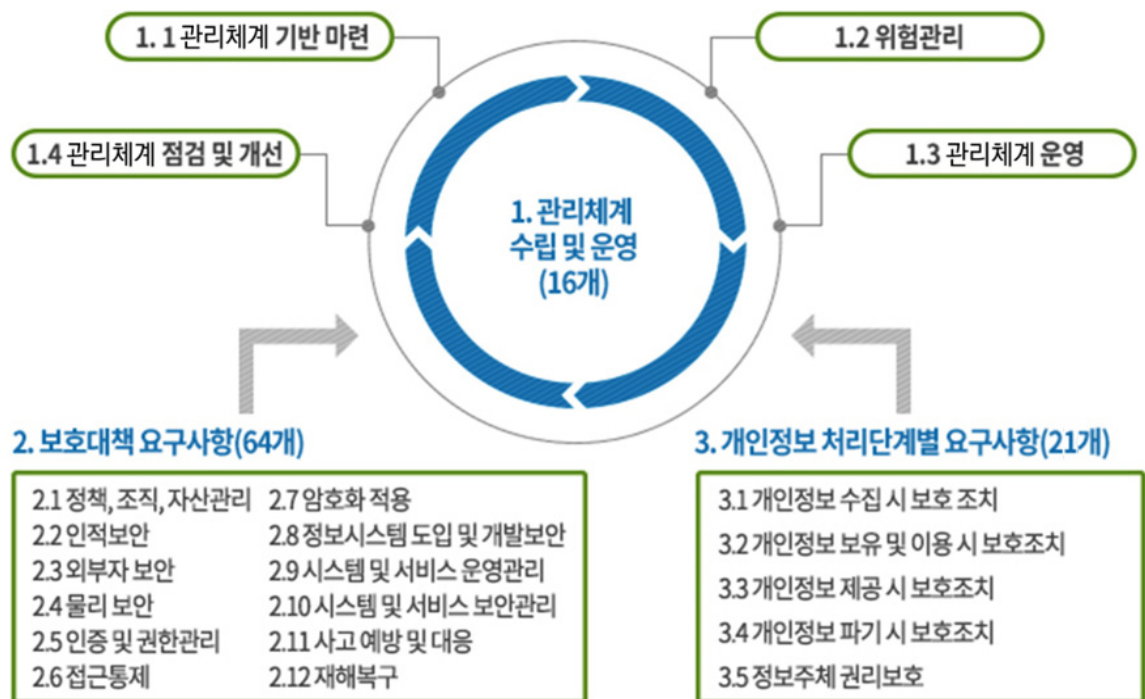 1. 1 관리체계 기반 마련
1.2 위험관리
1.4 관리체계 점검 및 개선
1.3 관리체계 운영
1. 관리체계
수립 및 운영
(16개)
2. 보호대책 요구사항(64개)
2.1 정책, 조직, 자산관리
2.2 인적보안
2.3 외부자 보안
2.4 물리 보안
2.5 인증 및 권한관리
2.6 접근통제
2.7 암호화 적용
2.8 정보시스템 도입 및 개발보안
2.9 시스템 및 서비스 운영관리
2.10 시스템 및 서비스 보안관리
2.11 사고 예방 및 대응
2.12 재해복구
3. 개인정보 처리단계별 요구사항(21개)
3.1 개인정보 수집 시 보호 조치
3.2 개인정보 보유 및 이용 시 보호조치
3.3 개인정보 제공 시 보호조치
3.4 개인정보 파기 시 보호조치
3.5 정보주체 권리보호